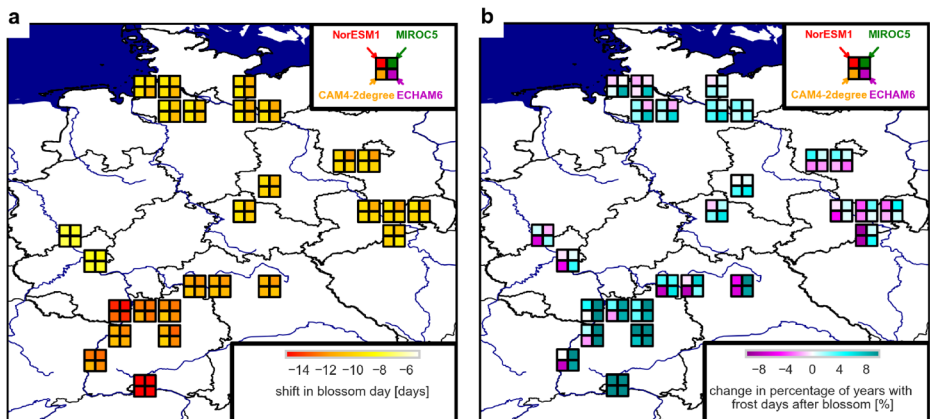 a
NorESM1 MIROC5
CAM4-2degree ECHAM6
−14 −12 −10 −8 −6
shift in blossom day [days]
b
NorESM1 MIROC5
CAM4-2degree ECHAM6
−8 −4 0 4 8
change in percentage of years with
frost days after blossom [%]